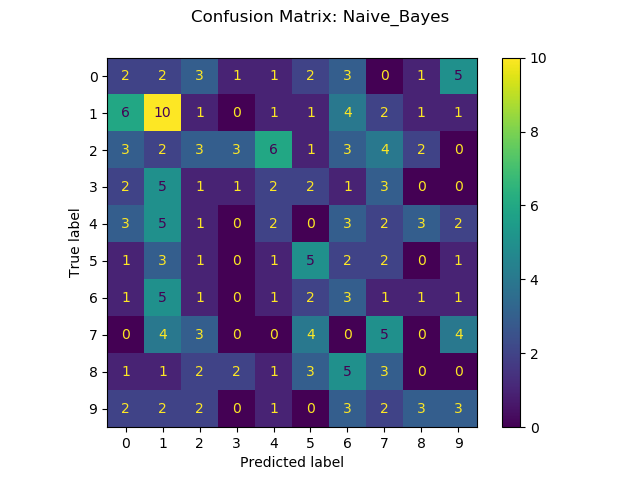 Confusion Matrix: Naive_Bayes
0 2 2 3 1 1 2 3 0 1 5
1 6 10 1 0 1 1 4 2 1 1
2 3 2 3 3 6 1 3 4 2 0
3 2 5 1 1 2 2 1 3 0 0
4 3 5 1 0 2 0 3 2 3 2
5 1 3 1 0 1 5 2 2 0 1
6 1 5 1 0 1 2 3 1 1 1
7 0 4 3 0 0 4 0 5 0 4
8 1 1 2 2 1 3 5 3 0 0
9 2 2 2 0 1 0 3 2 3 3
0 1 2 3 4 5 6 7 8 9
Predicted label
True label
10
8
6
4
2
0